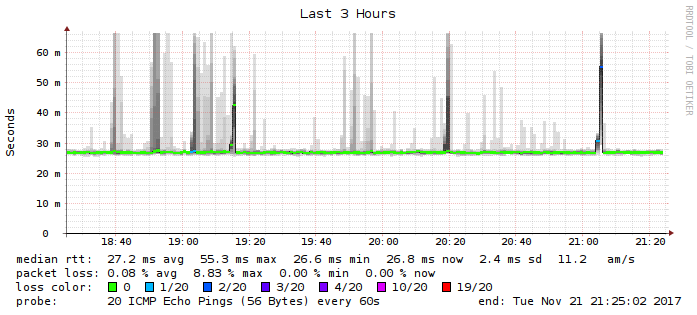 Last 3 Hours
RRDTOOL / TOBI OETIKER
Seconds
60 m
50 m
40 m
30 m
20 m
10 m
0
18:40 19:00 19:20 19:40 20:00 20:20 20:40 21:00 21:20
median rtt: 27.2 ms avg 55.3 ms max 26.6 ms min 26.8 ms now 2.4 ms sd 11.2 am/s
packet loss: 0.08 % avg 8.83 % max 0.00 % min 0.00 % now
loss color: 0 1/20 2/20 3/20 4/20 10/20 19/20
probe: 20 ICMP Echo Pings (56 Bytes) every 60s end: Tue Nov 21 21:25:02 2017